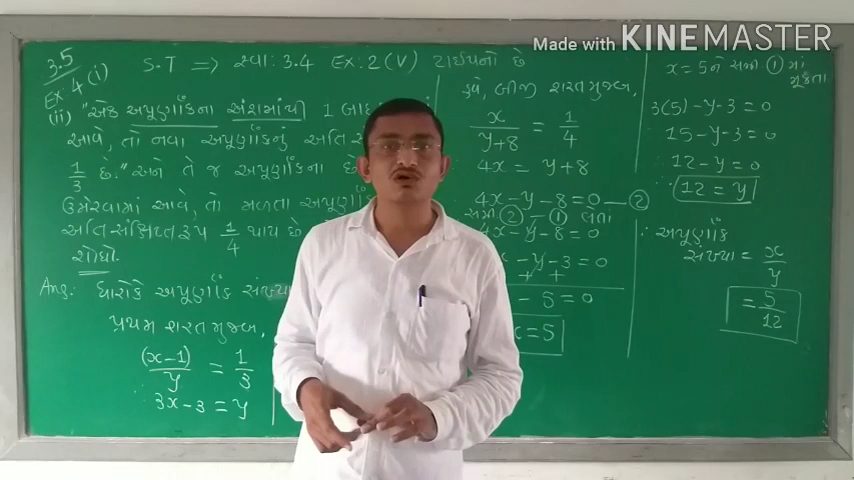 Made with KINEMASTER
3.5
Ex: 4 (i)
S.T ⇒ સ્વા: 3.4 Ex: 2 (V) ટાઈપનો છે
(ii) "એક અપૂર્ણાંકના અંશમાંથી 1 બાદ
આવે, તો નવા અપૂર્ણાંકનું અતિ-સં
1/3 છે." અને તે જ અપૂર્ણાંકના છે
ઉમેરવામાં આવે, તો મળતા અપૂર્ણાંક
અતિ-સંક્ષિપ્ત રૂપ 1/4 થાય છે
શોધો.
Ans: ધારોકે અપૂર્ણાંક સંખ્યા
પ્રથમ શરત મુજબ,
(x-1)/y = 1/3
∴ 3x-3 = y
હવે, બીજી શરત મુજબ,
x/y+8 = 1/4
4x = y+8
4x-y-8=0 — ②
સમી ② - ① લેતાં
4x-y-8=0
x-y-3=0
+ +
- 5 = 0
x=5
x=5 ને સમી ① માં
મૂકતા
3(5)-y-3=0
15-y-3=0
12-y=0
∴ 12=y
∴ અપૂર્ણાંક
સંખ્યા = x/y
= 5/12